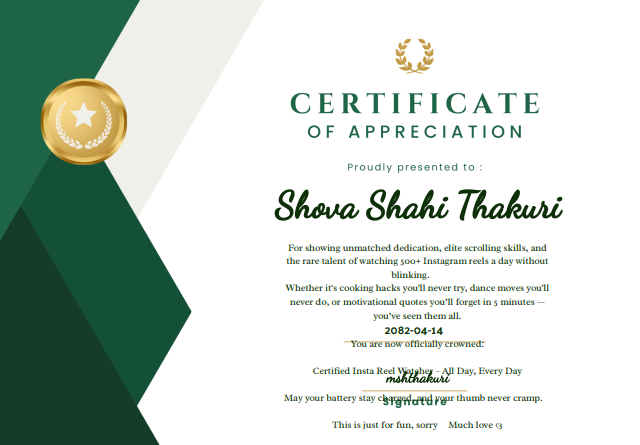 CERTIFICATE
OF APPRECIATION
Proudly presented to :
Shova Shahi Thakuri
For showing unmatched dedication, elite scrolling skills, and
the rare talent of watching 500+ Instagram reels a day without
blinking.
Whether it's cooking hacks you'll never try, dance moves you'll
never do, or motivational quotes you'll forget in 5 minutes —
you've seen them all.
2082-04-14
You are now officially crowned:
Certified Insta Reel Watcher – All Day, Every Day
mshthakuri
May your battery stay charged, and your thumb never cramp.
Signature
This is just for fun, sorry Much love <3